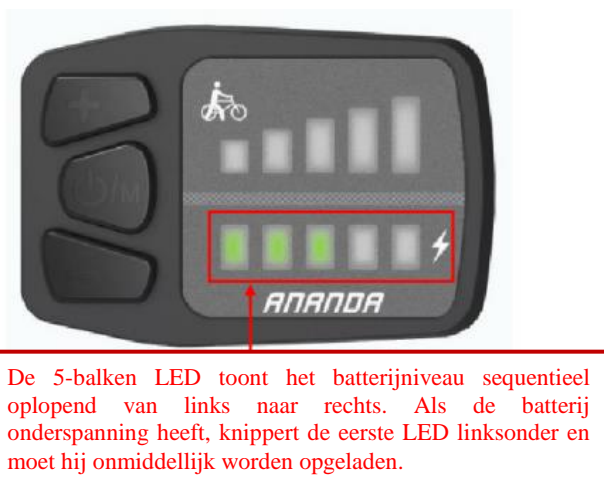 +
⏻/M
ANANDA
De 5-balken LED toont het batterijniveau sequentieel
oplopend van links naar rechts. Als de batterij
onderspanning heeft, knippert de eerste LED linksonder en
moet hij onmiddellijk worden opgeladen.